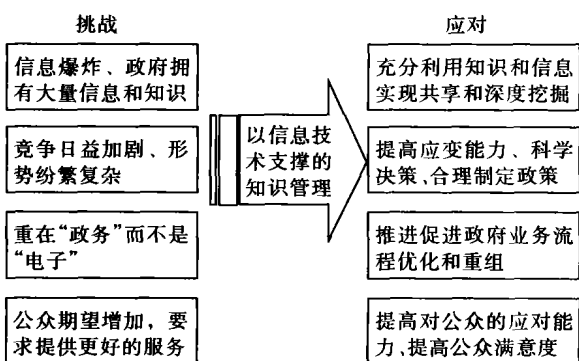 挑战
信息爆炸、政府拥
有大量信息和知识
竞争日益加剧、形
势纷繁复杂
重在“政务”而不是
“电子”
公众期望增加，要
求提供更好的服务
以信息技
术支撑的
知识管理
应对
充分利用知识和信息
实现共享和深度挖掘
提高应变能力、科学
决策、合理制定政策
推进促进政府业务流
程优化和重组
提高对公众的应对能
力、提高公众满意度